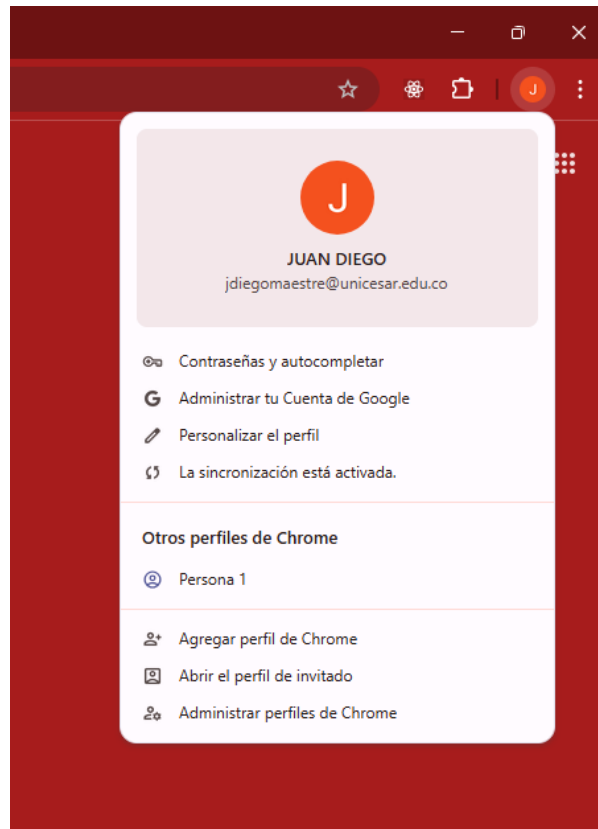 J
J
JUAN DIEGO
jdiegomaestre@unicesar.edu.co
Contraseñas y autocompletar
G Administrar tu Cuenta de Google
Personalizar el perfil
La sincronización está activada.
Otros perfiles de Chrome
Persona 1
Agregar perfil de Chrome
Abrir el perfil de invitado
Administrar perfiles de Chrome